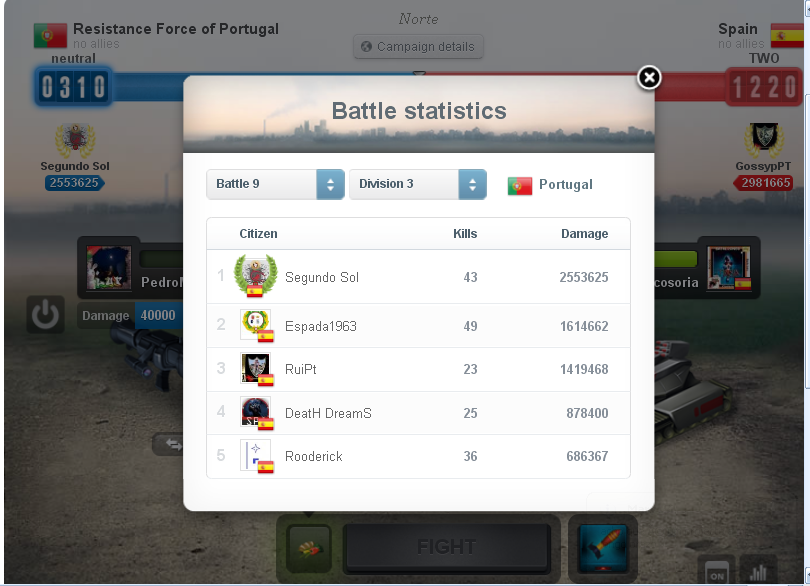 Norte
Resistance Force of Portugal
no allies
neutral
Campaign details
Spain
no allies
TWO
0310
1220
Segundo Sol
2553625
GossypPT
2981665
Battle statistics
Battle 9 Division 3 Portugal
Citizen Kills Damage
1 Segundo Sol 43 2553625
2 Espada1963 49 1614662
3 RuiPt 23 1419468
4 DeatH DreamS 25 878400
5 Rooderick 36 686367
Damage 40000
FIGHT
ON